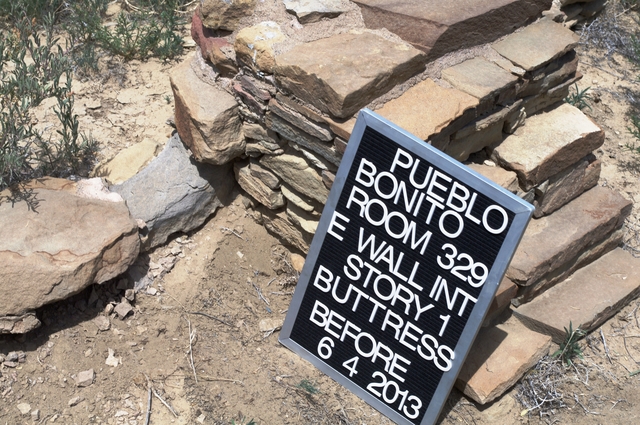 PUEBLO
BONITO
ROOM 329
E WALL INT
STORY 1
BUTTRESS
BEFORE
6 4 2013